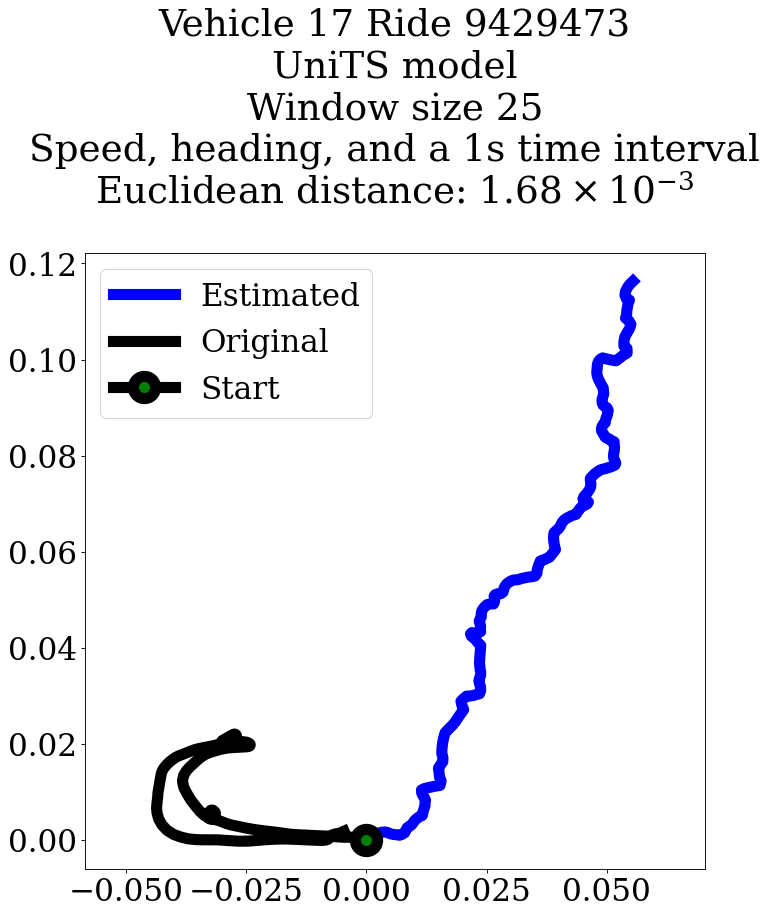 Vehicle 17 Ride 9429473
UniTS model
Window size 25
Speed, heading, and a 1s time interval
Euclidean distance: 1.68 × 10⁻³
0.12
0.10
0.08
0.06
0.04
0.02
0.00
Estimated
Original
Start
−0.050 −0.025 0.000 0.025 0.050